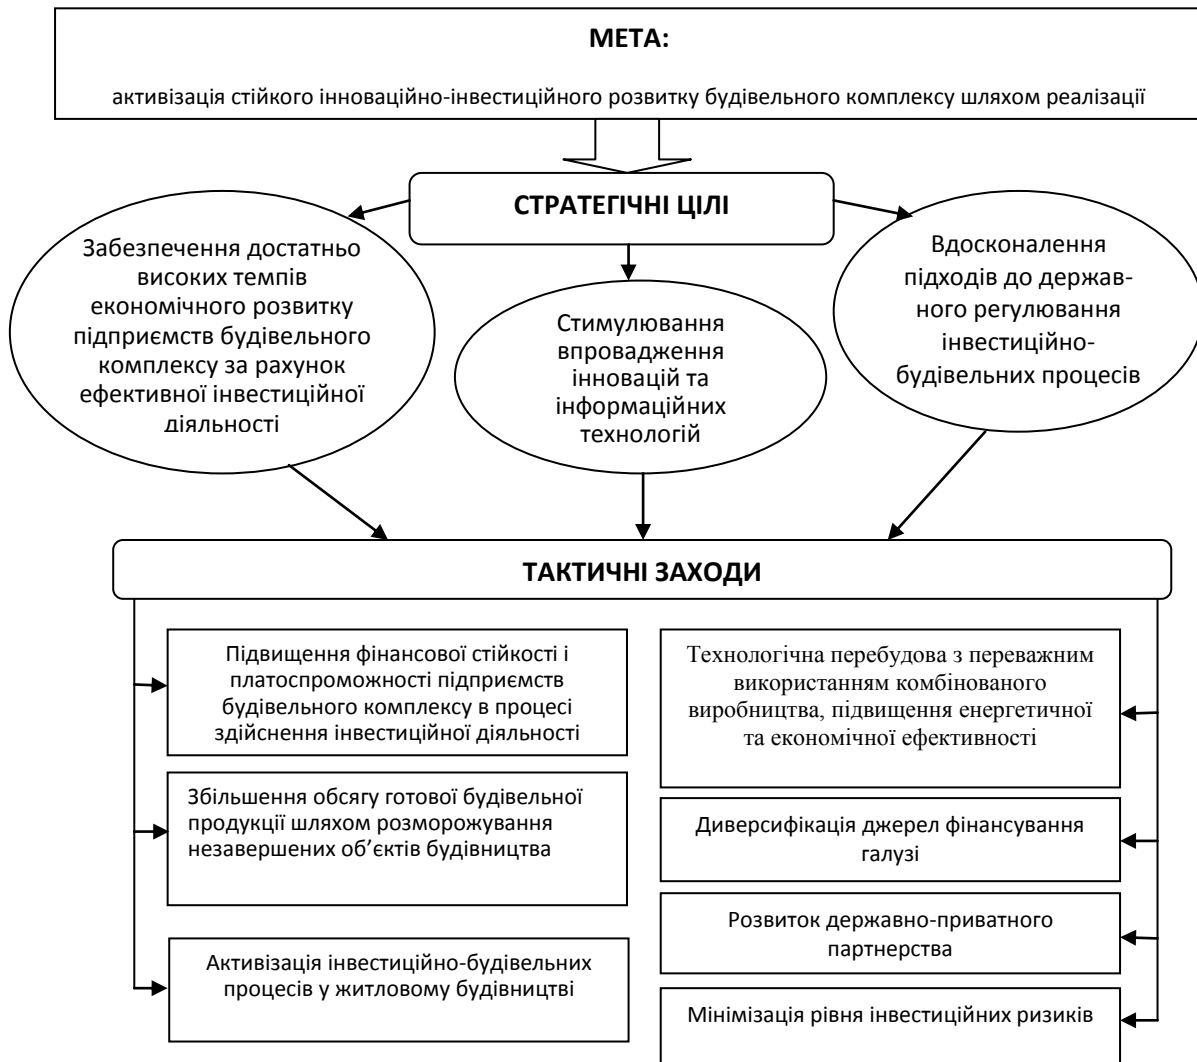 МЕТА:
активізація стійкого інноваційно-інвестиційного розвитку будівельного комплексу шляхом реалізації
СТРАТЕГІЧНІ ЦІЛІ
Забезпечення достатньо
високих темпів
економічного розвитку
підприємств будівельного
комплексу за рахунок
ефективної інвестиційної
діяльності
Стимулювання
впровадження
інновацій та
інформаційних
технологій
Вдосконалення
підходів до держав-
ного регулювання
інвестиційно-
будівельних процесів
ТАКТИЧНІ ЗАХОДИ
Підвищення фінансової стійкості і
платоспроможності підприємств
будівельного комплексу в процесі
здійснення інвестиційної діяльності
Збільшення обсягу готової будівельної
продукції шляхом розморожування
незавершених об’єктів будівництва
Активізація інвестиційно-будівельних
процесів у житловому будівництві
Технологічна перебудова з переважним
використанням комбінованого
виробництва, підвищення енергетичної
та економічної ефективності
Диверсифікація джерел фінансування
галузі
Розвиток державно-приватного
партнерства
Мінімізація рівня інвестиційних ризиків